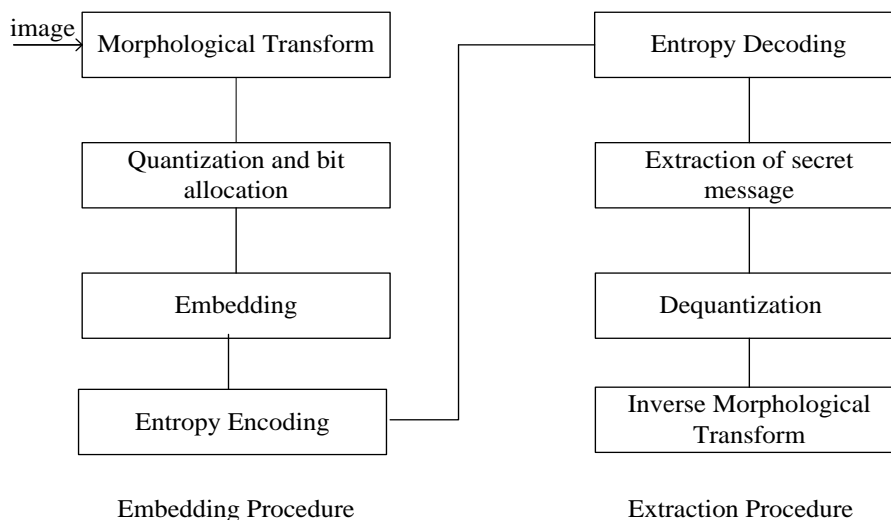 image
Morphological Transform
Quantization and bit
allocation
Embedding
Entropy Encoding
Embedding Procedure
Entropy Decoding
Extraction of secret
message
Dequantization
Inverse Morphological
Transform
Extraction Procedure